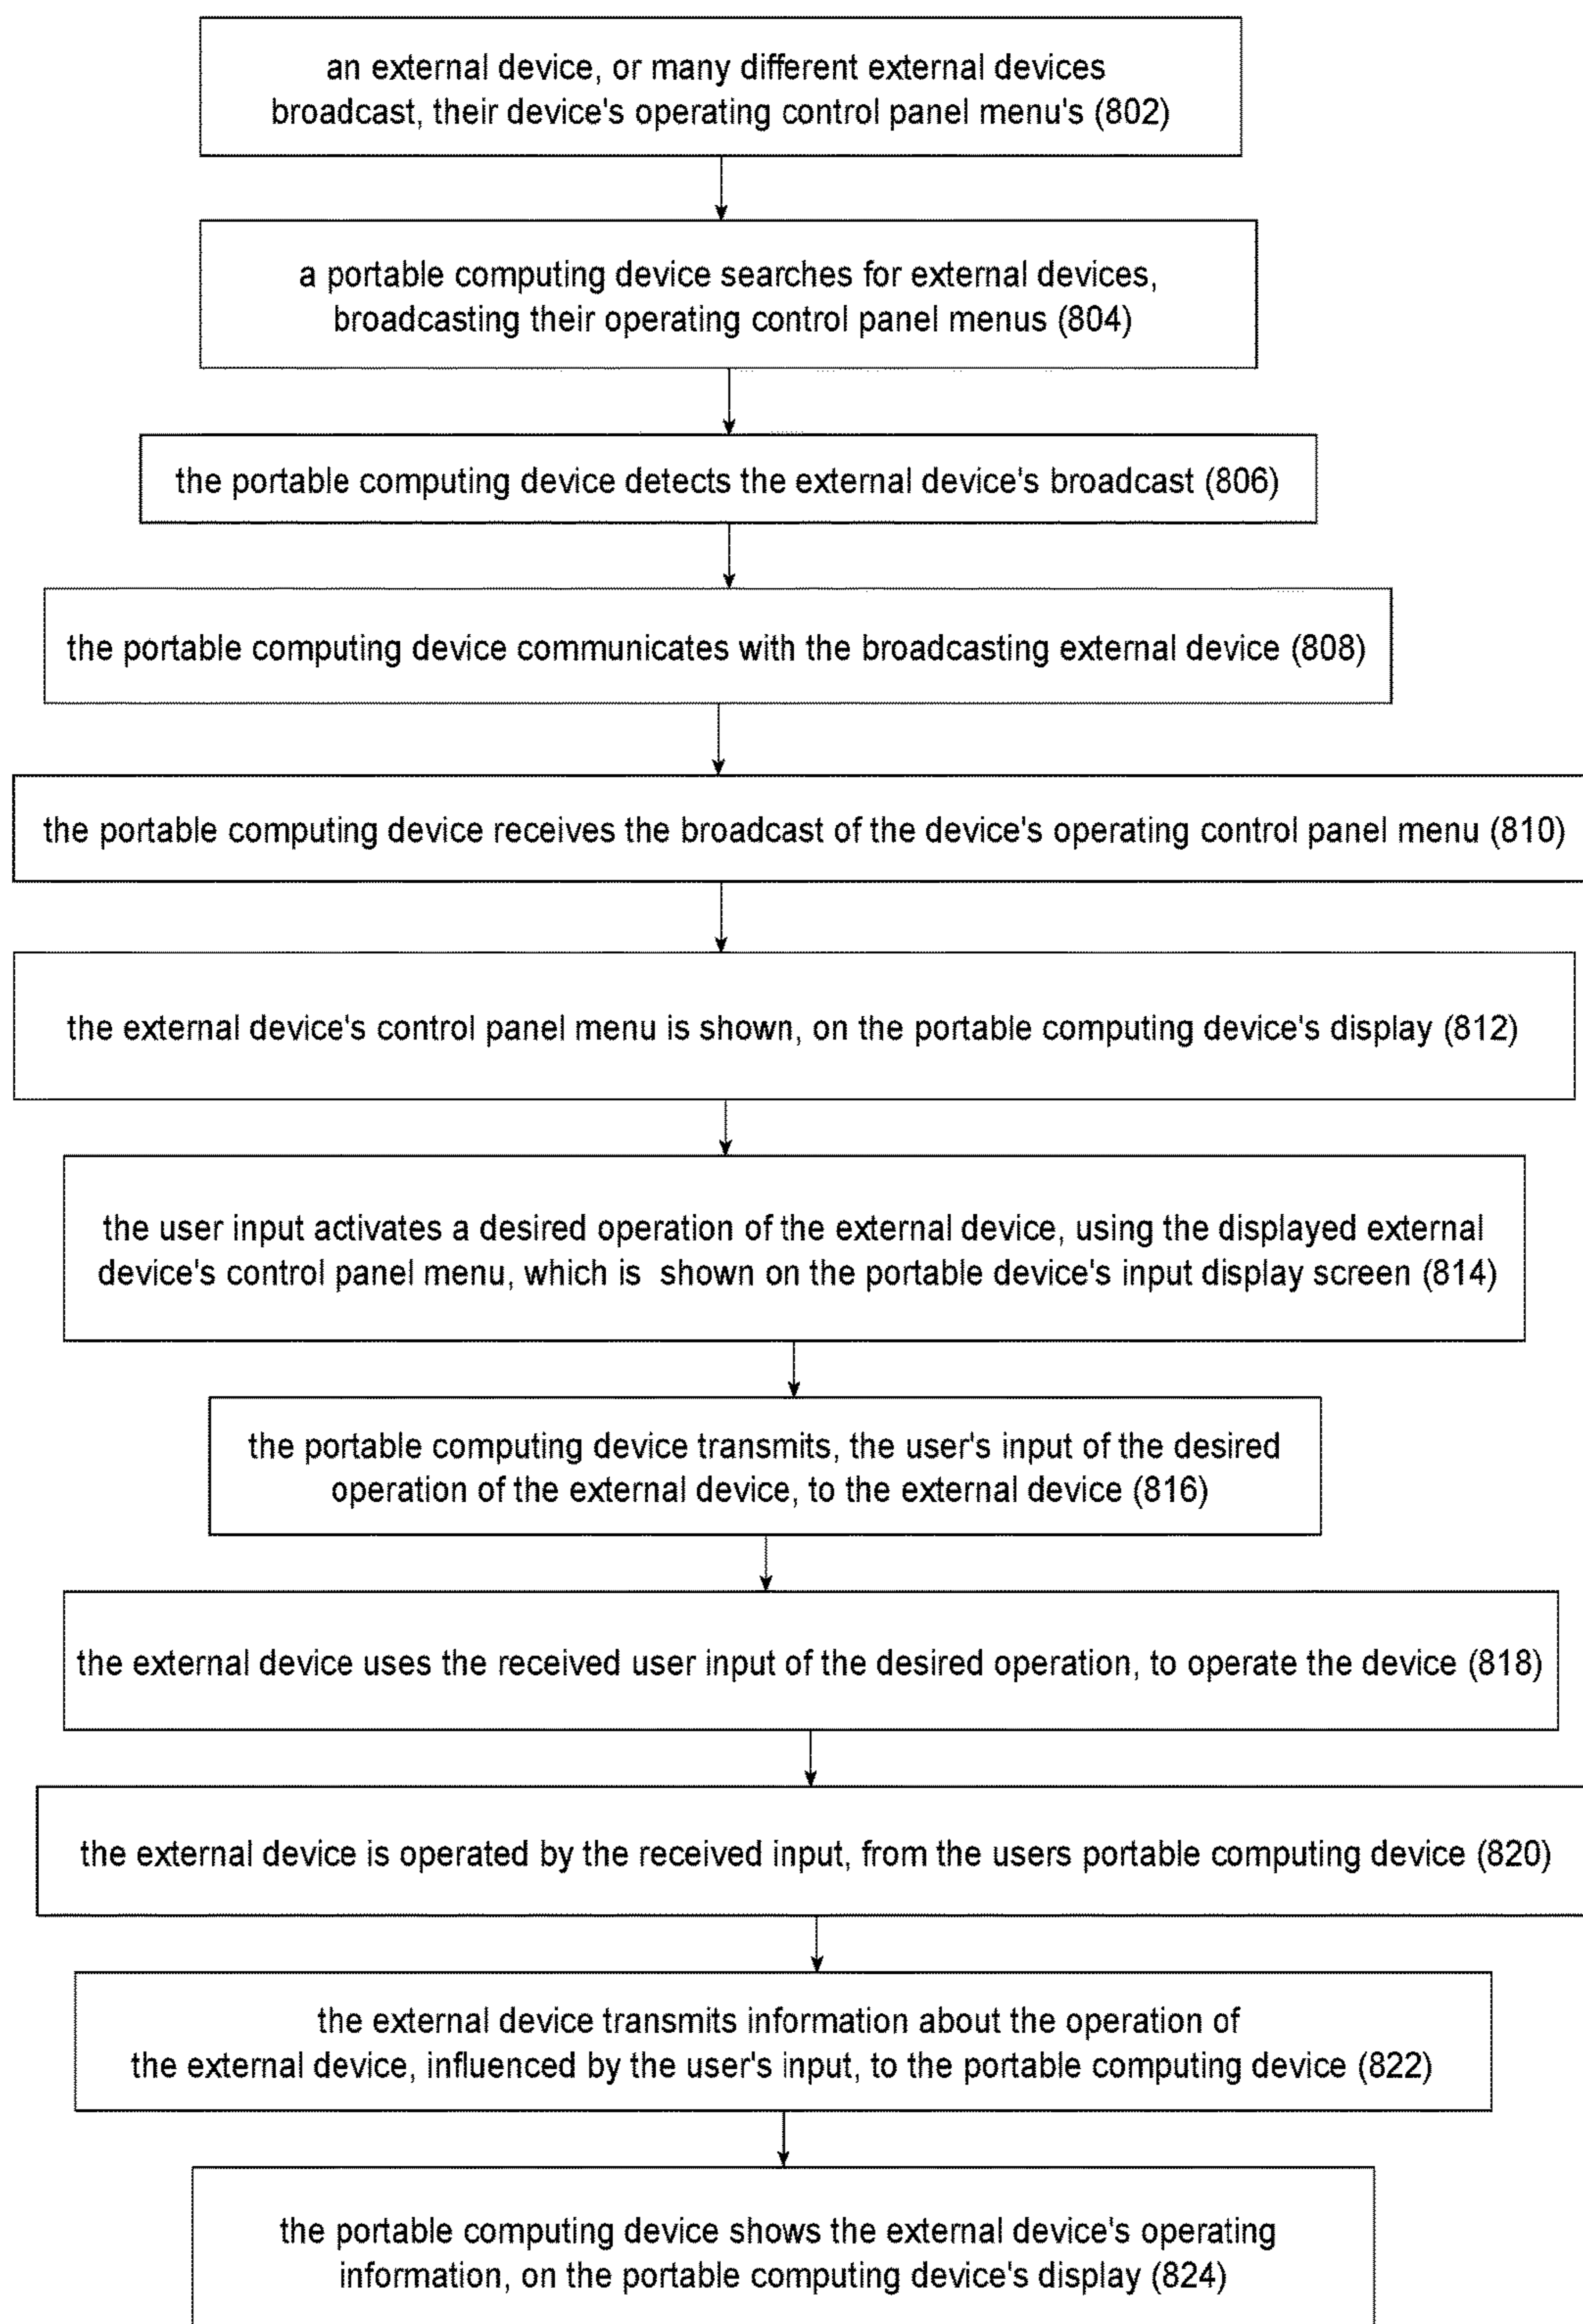 an external device, or many different external devices
broadcast, their device's operating control panel menu's (802)
a portable computing device searches for external devices,
broadcasting their operating control panel menus (804)
the portable computing device detects the external device's broadcast (806)
the portable computing device communicates with the broadcasting external device (808)
the portable computing device receives the broadcast of the device's operating control panel menu (810)
the external device's control panel menu is shown, on the portable computing device's display (812)
the user input activates a desired operation of the external device, using the displayed external
device's control panel menu, which is shown on the portable device's input display screen (814)
the portable computing device transmits, the user's input of the desired
operation of the external device, to the external device (816)
the external device uses the received user input of the desired operation, to operate the device (818)
the external device is operated by the received input, from the users portable computing device (820)
the external device transmits information about the operation of
the external device, influenced by the user's input, to the portable computing device (822)
the portable computing device shows the external device's operating
information, on the portable computing device's display (824)